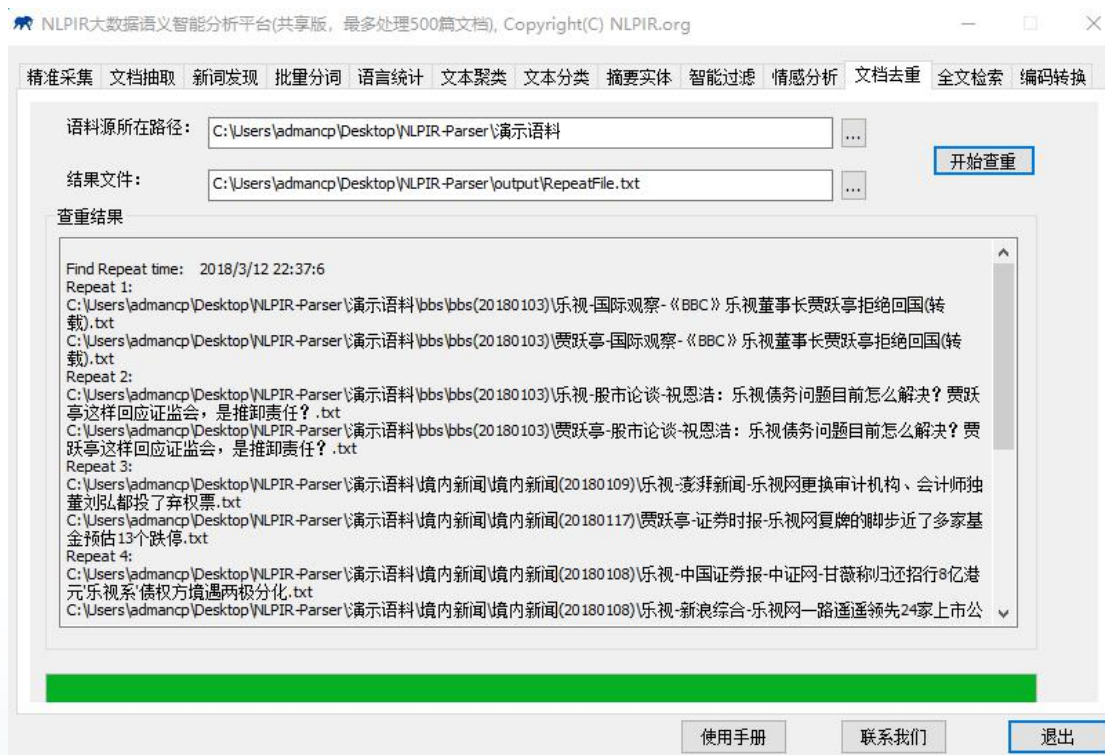 NLPIR大数据语义智能分析平台(共享版，最多处理500篇文档), Copyright(C) NLPIR.org
精准采集 文档抽取 新词发现 批量分词 语言统计 文本聚类 文本分类 摘要实体 智能过滤 情感分析 文档去重 全文检索 编码转换
语料源所在路径： C:\Users\admancp\Desktop\NLPIR-Parser\演示语料 ...
开始查重
结果文件： C:\Users\admancp\Desktop\NLPIR-Parser\output\RepeatFile.txt ...
查重结果
Find Repeat time: 2018/3/12 22:37:6
Repeat 1:
C:\Users\admancp\Desktop\NLPIR-Parser\演示语料\bbs\bbs(20180103)\乐视-国际观察-《BBC》乐视董事长贾跃亭拒绝回国(转
载).txt
C:\Users\admancp\Desktop\NLPIR-Parser\演示语料\bbs\bbs(20180103)\贾跃亭-国际观察-《BBC》乐视董事长贾跃亭拒绝回国(转
载).txt
Repeat 2:
C:\Users\admancp\Desktop\NLPIR-Parser\演示语料\bbs\bbs(20180103)\乐视-股市论谈-祝恩浩：乐视债务问题目前怎么解决？贾跃
亭这样回应证监会，是推卸责任？.txt
C:\Users\admancp\Desktop\NLPIR-Parser\演示语料\bbs\bbs(20180103)\贾跃亭-股市论谈-祝恩浩：乐视债务问题目前怎么解决？贾
跃亭这样回应证监会，是推卸责任？.txt
Repeat 3:
C:\Users\admancp\Desktop\NLPIR-Parser\演示语料\境内新闻\境内新闻(20180109)\乐视-澎湃新闻-乐视网更换审计机构、会计师独
董刘弘都投了弃权票.txt
C:\Users\admancp\Desktop\NLPIR-Parser\演示语料\境内新闻\境内新闻(20180117)\贾跃亭-证券时报-乐视网复牌的脚步近了多家基
金预估13个跌停.txt
Repeat 4:
C:\Users\admancp\Desktop\NLPIR-Parser\演示语料\境内新闻\境内新闻(20180108)\乐视-中国证券报-中证网-甘薇称归还招行8亿港
元'乐视系'债权方境遇两极分化.txt
C:\Users\admancp\Desktop\NLPIR-Parser\演示语料\境内新闻\境内新闻(20180108)\乐视-新浪综合-乐视网一路遥遥领先24家上市公
使用手册 联系我们 退出